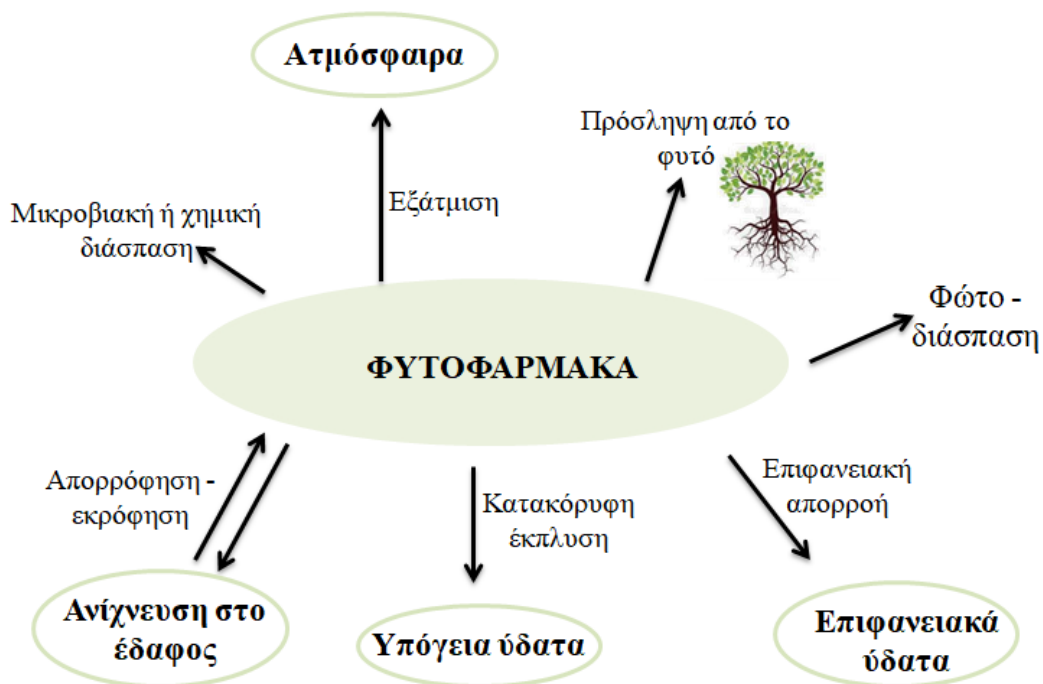 Ατμόσφαιρα
Πρόσληψη από το
φυτό
Εξάτμιση
Μικροβιακή ή χημική
διάσπαση
Φώτο -
διάσπαση
ΦΥΤΟΦΑΡΜΑΚΑ
Απορρόφηση -
εκρόφηση
Κατακόρυφη
έκπλυση
Επιφανειακή
απορροή
Ανίχνευση στο
έδαφος
Υπόγεια ύδατα
Επιφανειακά
ύδατα